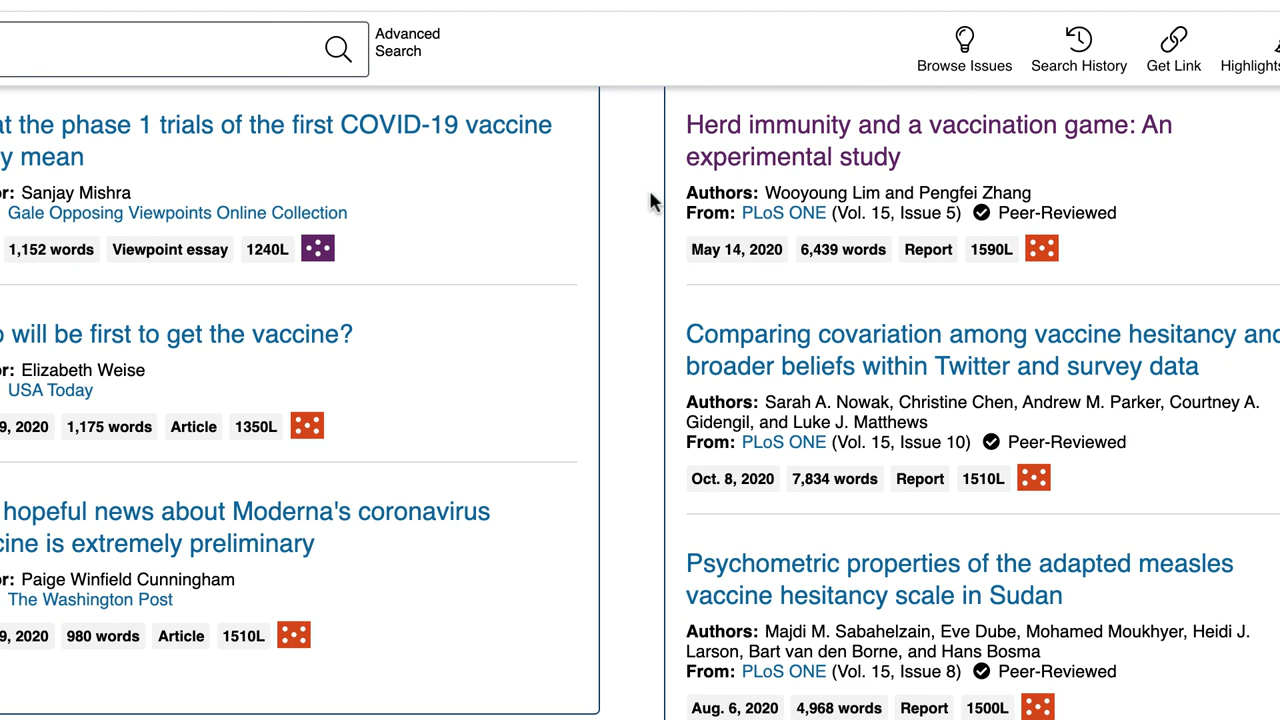 Advanced
Search
Browse Issues
Search History
Get Link
Highlights
at the phase 1 trials of the first COVID-19 vaccine
y mean
or: Sanjay Mishra
Gale Opposing Viewpoints Online Collection
1,152 words
Viewpoint essay
1240L
o will be first to get the vaccine?
or: Elizabeth Weise
USA Today
9, 2020
1,175 words
Article
1350L
hopeful news about Moderna's coronavirus
cine is extremely preliminary
or: Paige Winfield Cunningham
The Washington Post
9, 2020
980 words
Article
1510L
Herd immunity and a vaccination game: An
experimental study
Authors: Wooyoung Lim and Pengfei Zhang
From: PLoS ONE (Vol. 15, Issue 5) Peer-Reviewed
May 14, 2020
6,439 words
Report
1590L
Comparing covariation among vaccine hesitancy and
broader beliefs within Twitter and survey data
Authors: Sarah A. Nowak, Christine Chen, Andrew M. Parker, Courtney A.
Gidengil, and Luke J. Matthews
From: PLoS ONE (Vol. 15, Issue 10) Peer-Reviewed
Oct. 8, 2020
7,834 words
Report
1510L
Psychometric properties of the adapted measles
vaccine hesitancy scale in Sudan
Authors: Majdi M. Sabahelzain, Eve Dube, Mohamed Moukhyer, Heidi J.
Larson, Bart van den Borne, and Hans Bosma
From: PLoS ONE (Vol. 15, Issue 8) Peer-Reviewed
Aug. 6, 2020
4,968 words
Report
1500L